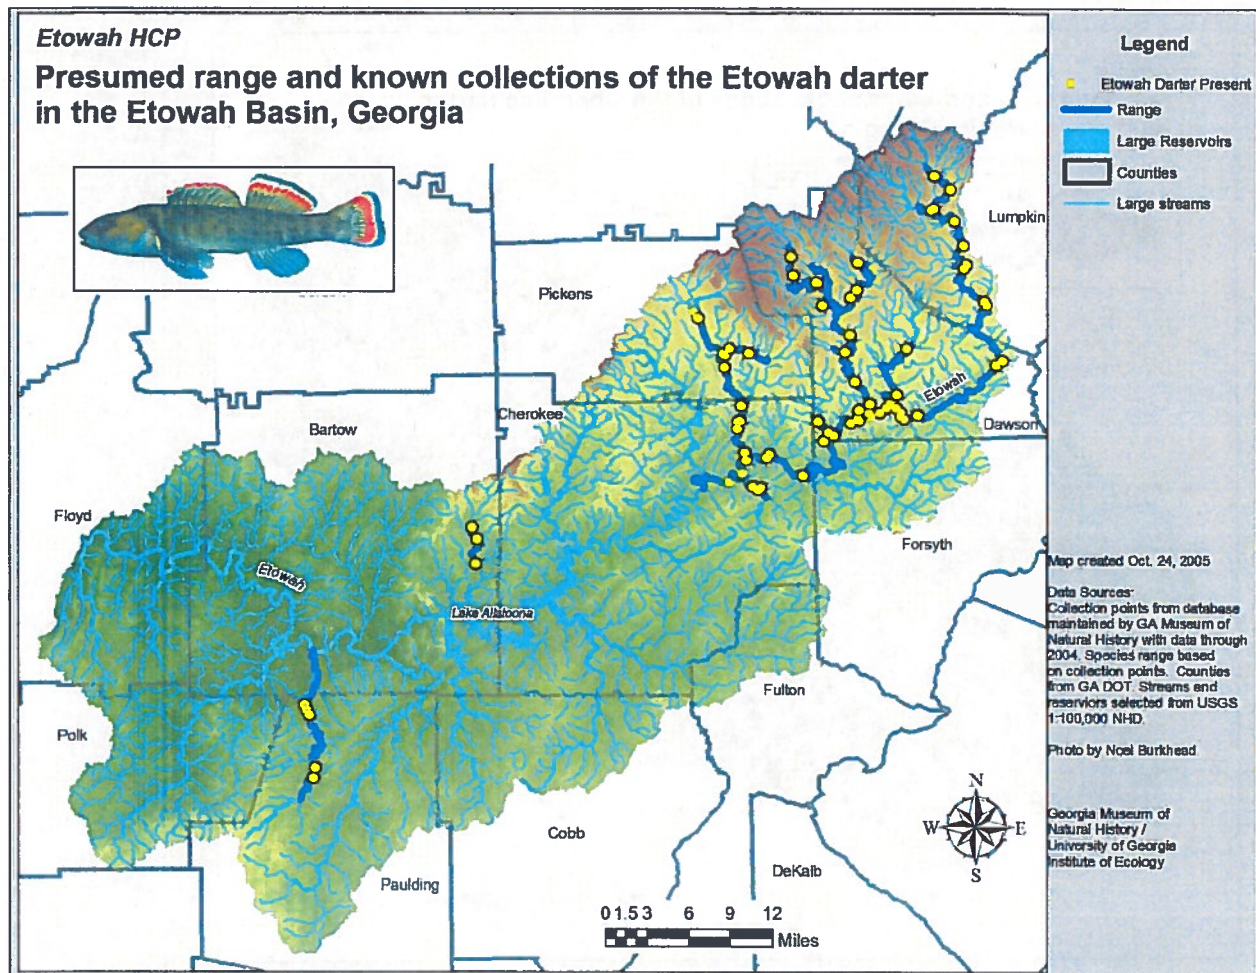 Etowah HCP
Presumed range and known collections of the Etowah darter
in the Etowah Basin, Georgia
Legend
Etowah Darter Present
Range
Large Reservoirs
Counties
Large streams
Lumpkin
Pickens
Etowah
Dawson
Cherokee
Bartow
Floyd
Forsyth
Etowah
Lake Allatoona
Fulton
Polk
Cobb
DeKalb
Paulding
Map created Oct. 24, 2005
Data Sources:
Collection points from database
maintained by GA Museum of
Natural History with data through
2004. Species range based
on collection points. Counties
from GA DOT. Streams and
reserviors selected from USGS
1:100,000 NHD.
Photo by Noel Burkhead
N
W E
S
Georgia Museum of
Natural History /
University of Georgia
Institute of Ecology
0 1.5 3 6 9 12
Miles